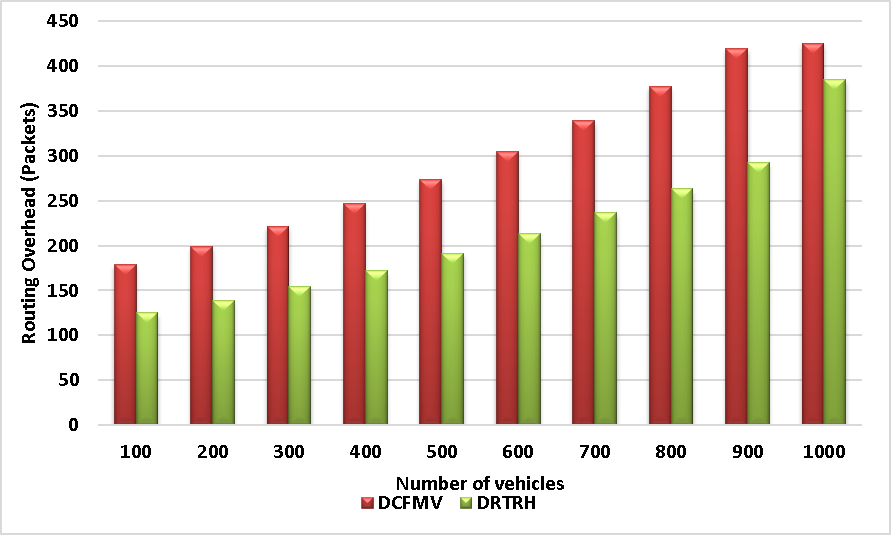 450
400
350
300
250
200
150
100
50
0
Routing Overhead (Packets)
100 200 300 400 500 600 700 800 900 1000
Number of vehicles
DCFMV DRTRH